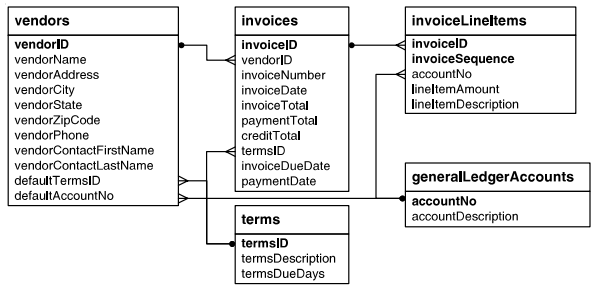 vendors
vendorID
vendorName
vendorAddress
vendorCity
vendorState
vendorZipCode
vendorPhone
vendorContactFirstName
vendorContactLastName
defaultTermsID
defaultAccountNo
invoices
invoiceID
vendorID
invoiceNumber
invoiceDate
invoiceTotal
paymentTotal
creditTotal
termsID
invoiceDueDate
paymentDate
terms
termsID
termsDescription
termsDueDays
invoiceLineItems
invoiceID
invoiceSequence
accountNo
lineItemAmount
lineItemDescription
generalLedgerAccounts
accountNo
accountDescription